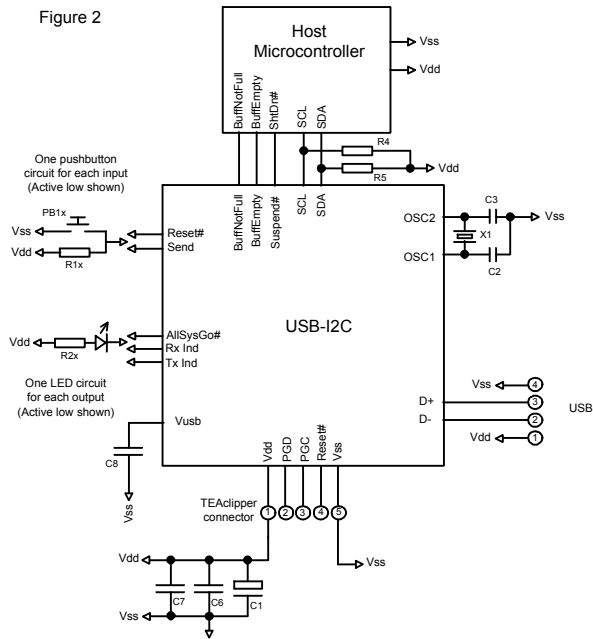 Figure 2
Host
Microcontroller
Vss
Vdd
BuffNotFull
BuffEmpty
ShtDn#
SCL
SDA
R4
R5
Vdd
One pushbutton
circuit for each input
(Active low shown)
PB1x
Vss
Vdd
R1x
Reset#
Send
BuffNotFull
BuffEmpty
Suspend#
SCL
SDA
OSC2
OSC1
C3
X1
C2
Vss
USB-I2C
AllSysGo#
Rx Ind
Tx Ind
Vdd
R2x
One LED circuit
for each output
(Active low shown)
Vusb
C8
Vss
D+
D-
Vss
4
3
2
Vdd
1
USB
Vdd
PGD
PGC
Reset#
Vss
TEAclipper
connector
1
2
3
4
5
Vss
Vdd
Vss
C7
C6
C1